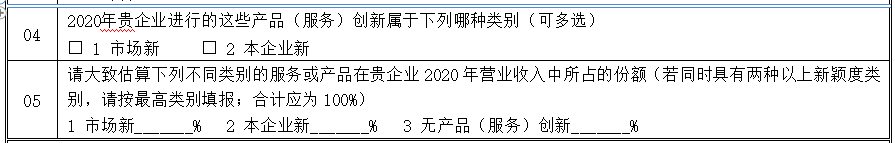 04
2020年贵企业进行的这些产品（服务）创新属于下列哪种类别（可多选）
□ 1 市场新 □ 2 本企业新
05
请大致估算下列不同类别的服务或产品在贵企业 2020 年营业收入中所占的份额（若同时具有两种以上新颖度类
别，请按最高类别填报；合计应为 100%）
1 市场新______% 2 本企业新______% 3 无产品（服务）创新______%